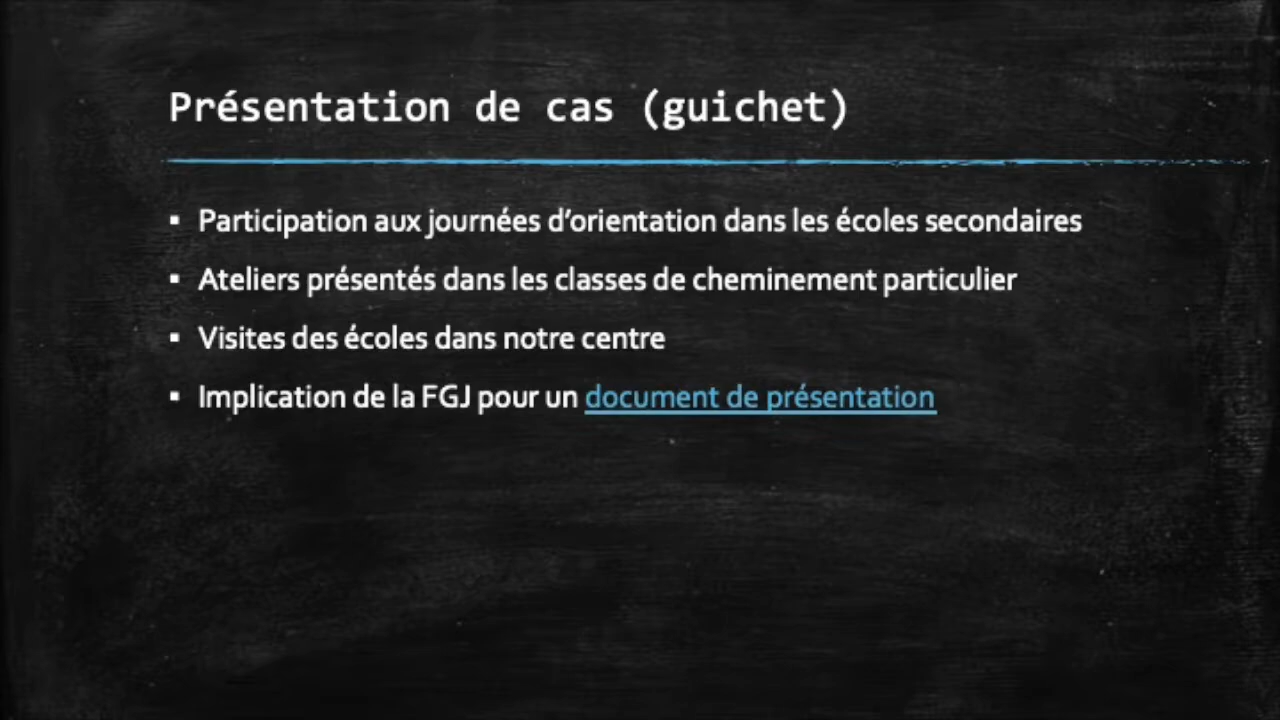 Présentation de cas (guichet)
▪ Participation aux journées d’orientation dans les écoles secondaires
▪ Ateliers présentés dans les classes de cheminement particulier
▪ Visites des écoles dans notre centre
▪ Implication de la FGJ pour un document de présentation